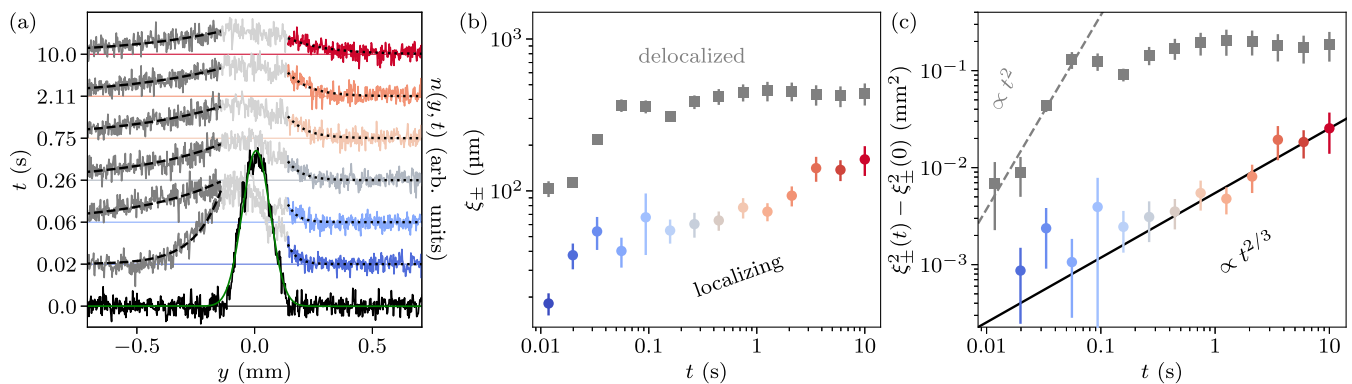 (a)
t (s)
10.0
2.11
0.75
0.26
0.06
0.02
0.0
−0.5
0.0
0.5
y (mm)
n(y, t) (arb. units)
(b)
ξ± (µm)
10³
10²
delocalized
localizing
0.01
0.1
1
10
t (s)
(c)
ξ±²(t) − ξ±²(0) (mm²)
10⁻¹
10⁻²
10⁻³
∝ t²
∝ t²/³
0.01
0.1
1
10
t (s)